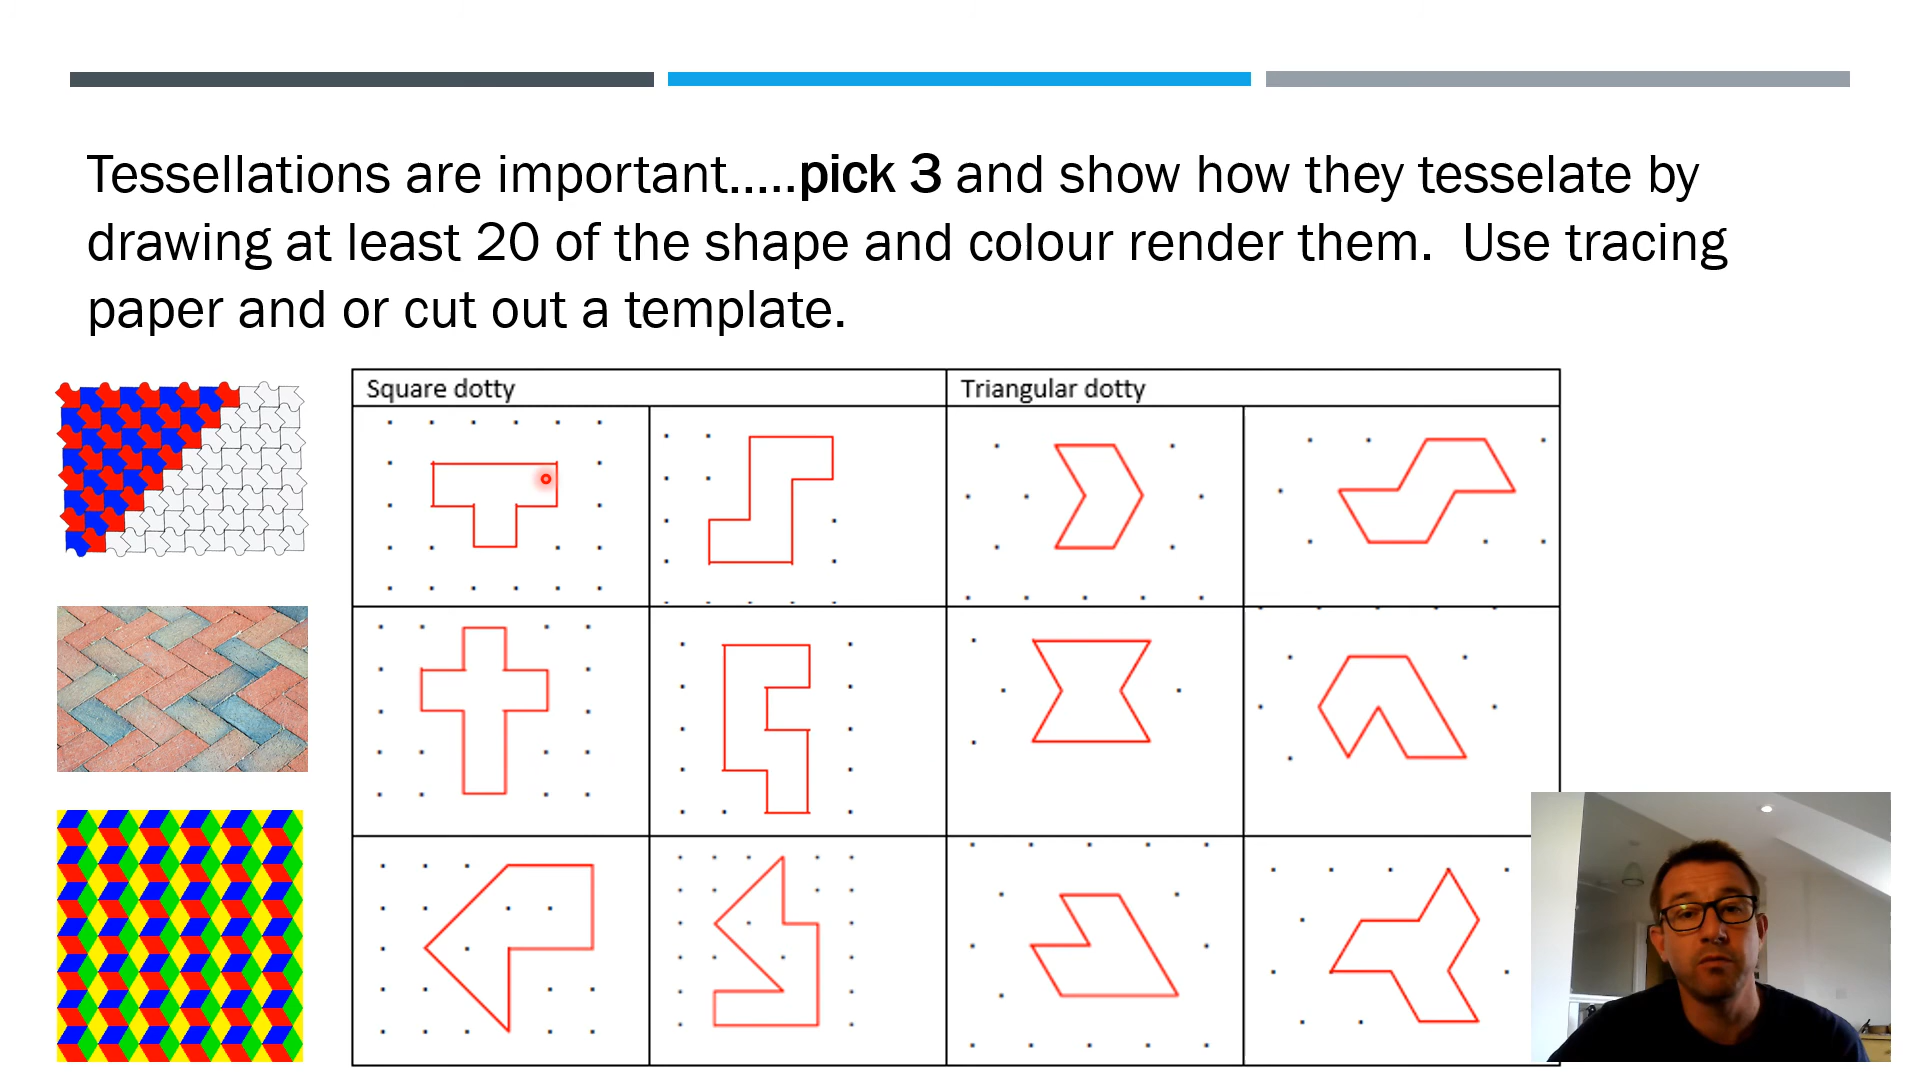 Tessellations are important.....pick 3 and show how they tesselate by
drawing at least 20 of the shape and colour render them.  Use tracing
paper and or cut out a template.
Square dotty
Triangular dotty